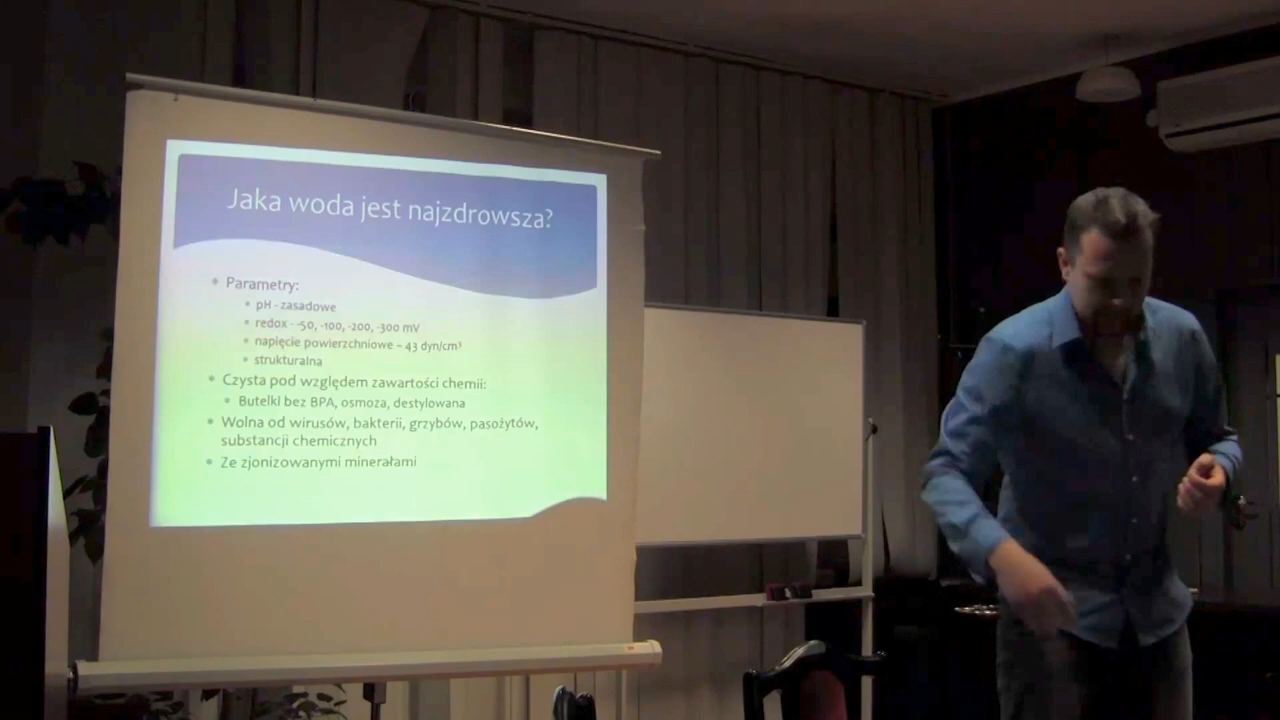 Jaka woda jest najzdrowsza?
Parametry:
pH - zasadowe
redox - -50, -100, -200, -300 mV
napięcie powierzchniowe – 43 dyn/cm³
strukturalna
Czysta pod względem zawartości chemii:
Butelki bez BPA, osmoza, destylowana
Wolna od wirusów, bakterii, grzybów, pasożytów,
substancji chemicznych
Ze zjonizowanymi minerałami